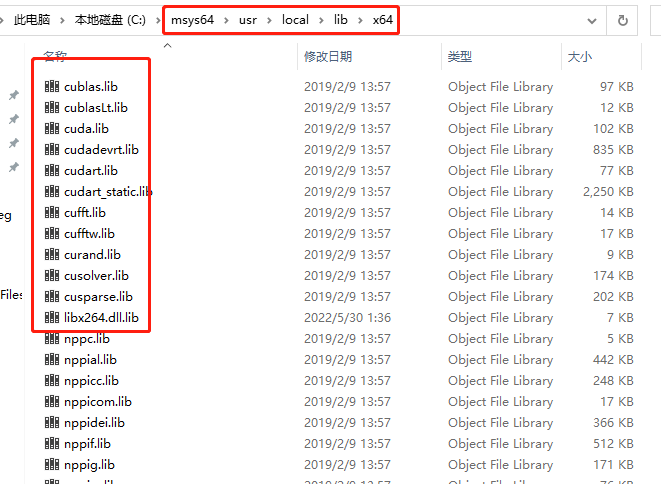 此电脑 > 本地磁盘 (C:) > msys64 > usr > local > lib > x64
名称 修改日期 类型 大小
cublas.lib 2019/2/9 13:57 Object File Library 97 KB
cublasLt.lib 2019/2/9 13:57 Object File Library 12 KB
cuda.lib 2019/2/9 13:57 Object File Library 102 KB
cudadevrt.lib 2019/2/9 13:57 Object File Library 835 KB
cudart.lib 2019/2/9 13:57 Object File Library 77 KB
cudart_static.lib 2019/2/9 13:57 Object File Library 2,250 KB
eg cufft.lib 2019/2/9 13:57 Object File Library 14 KB
cufftw.lib 2019/2/9 13:57 Object File Library 17 KB
curand.lib 2019/2/9 13:57 Object File Library 9 KB
cusolver.lib 2019/2/9 13:57 Object File Library 174 KB
Files cusparse.lib 2019/2/9 13:57 Object File Library 202 KB
libx264.dll.lib 2022/5/30 1:36 Object File Library 7 KB
nppc.lib 2019/2/9 13:57 Object File Library 5 KB
nppial.lib 2019/2/9 13:57 Object File Library 442 KB
nppicc.lib 2019/2/9 13:57 Object File Library 248 KB
nppicom.lib 2019/2/9 13:57 Object File Library 17 KB
nppidei.lib 2019/2/9 13:57 Object File Library 366 KB
nppif.lib 2019/2/9 13:57 Object File Library 512 KB
nppig.lib 2019/2/9 13:57 Object File Library 171 KB